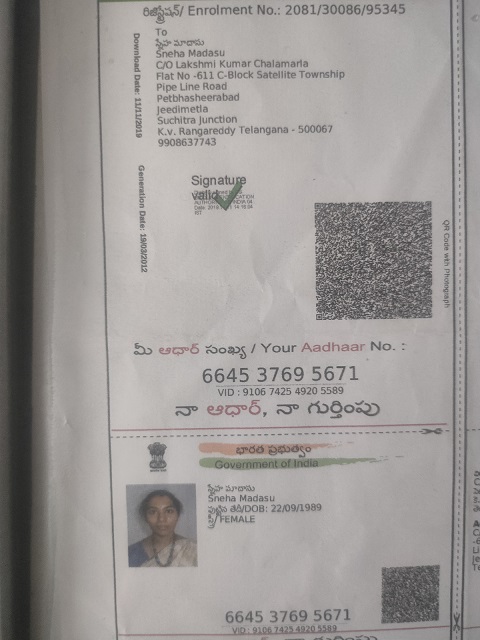 రిజిస్ట్రేషన్/ Enrolment No.: 2081/30086/95345
To
స్నేహ మాదాసు
Sneha Madasu
C/O Lakshmi Kumar Chalamarla
Flat No -611 C-Block Satellite Township
Pipe Line Road
Petbhasheerabad
Jeedimetla
Suchitra Junction
K.v. Rangareddy Telangana - 500067
9908637743
Download Date: 11/11/2019
Generation Date: 19/03/2012
Signature
valid
QR Code with Photograph
మీ ఆధార్ సంఖ్య / Your Aadhaar No. :
6645 3769 5671
VID : 9106 7425 4920 5589
నా ఆధార్, నా గుర్తింపు
భారత ప్రభుత్వం
Government of India
స్నేహ మాదాసు
Sneha Madasu
పుట్టిన తేదీ/DOB: 22/09/1989
స్త్రీ/ FEMALE
6645 3769 5671
VID : 9106 7425 4920 5589